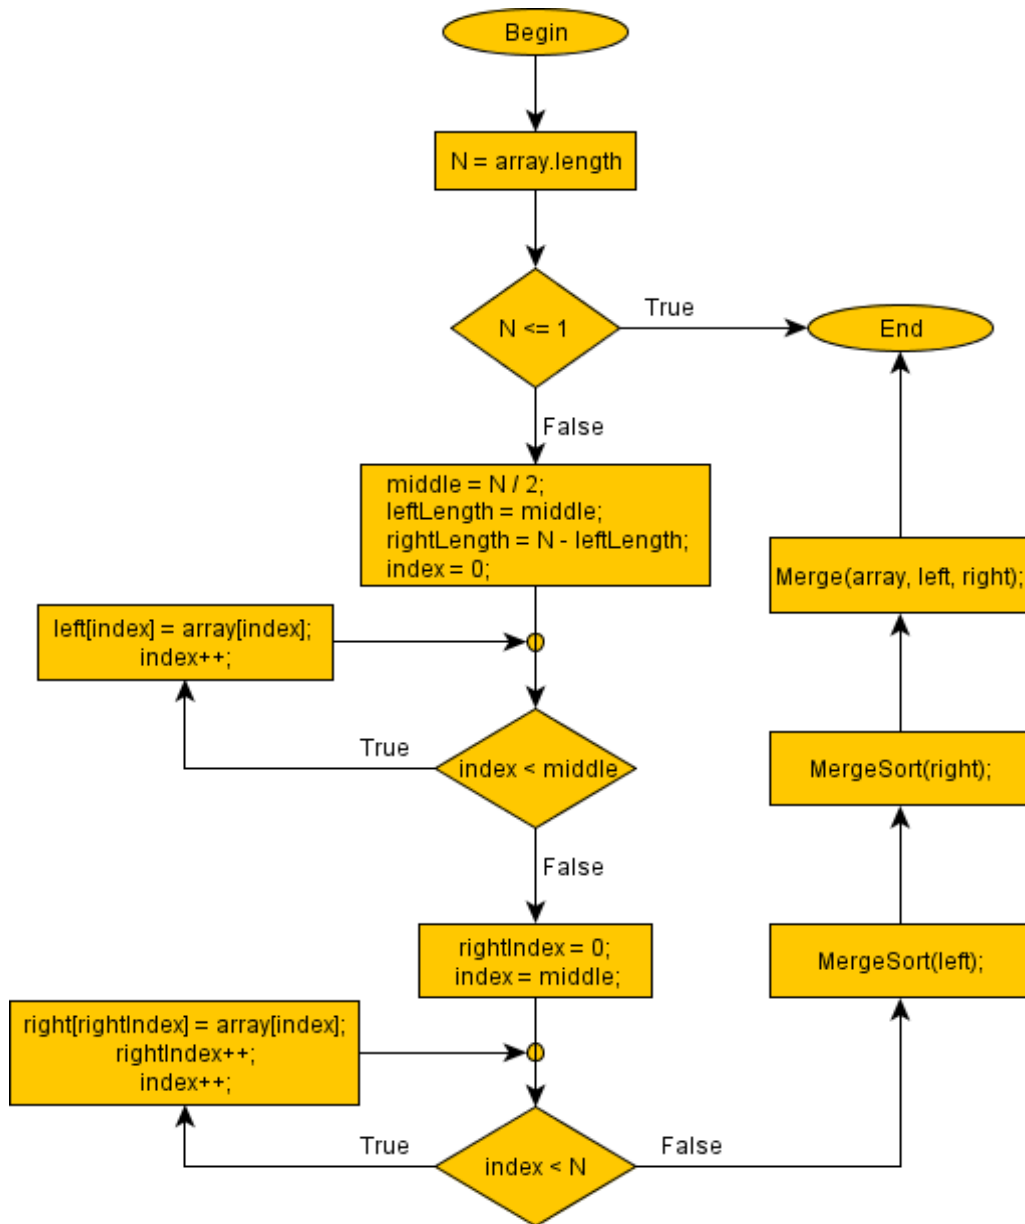 Begin
N = array.length
N <= 1
True
End
False
middle = N / 2;
leftLength = middle;
rightLength = N - leftLength;
index = 0;
left[index] = array[index];
index++;
True
index < middle
False
rightIndex = 0;
index = middle;
right[rightIndex] = array[index];
rightIndex++;
index++;
True
index < N
False
MergeSort(left);
MergeSort(right);
Merge(array, left, right);